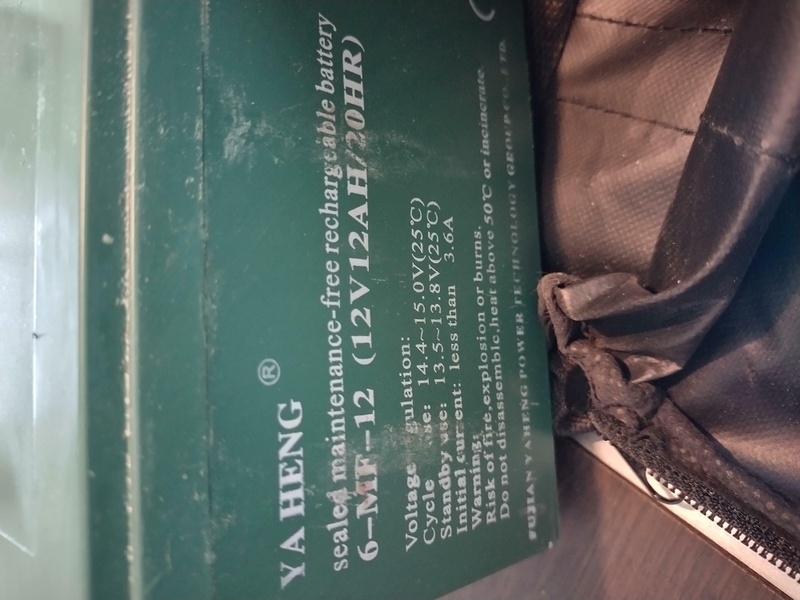 YA HENG ®
sealed maintenance-free rechargeable battery
6-MF-12 (12V12AH/20HR)
Voltage gulation:
Cycle use: 14.4~15.0V(25℃)
Standby use: 13.5~13.8V(25℃)
Initial current: less than 3.6A
Warning:
Risk of fire,explosion or burns.
Do not disassemble,heat above 50℃ or incinerate.
FUJIAN YAHENG POWER TECHNOLOGY GROUP CO., LTD.